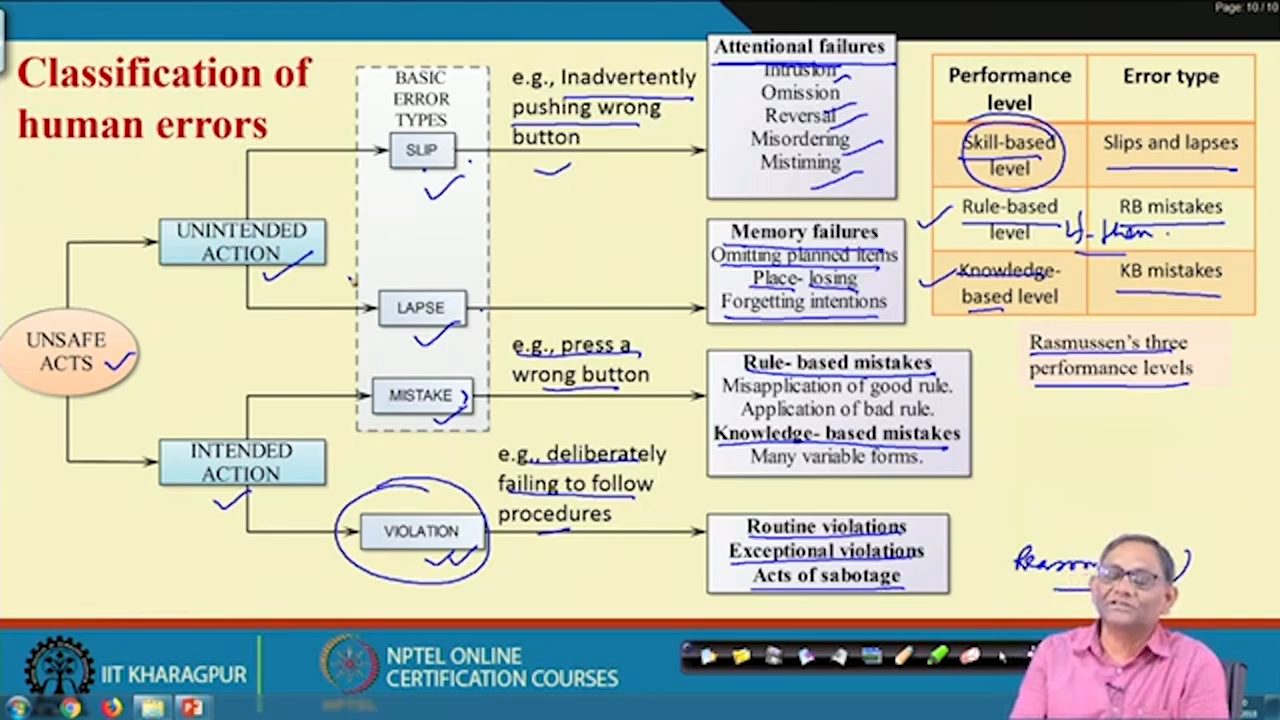 Page: 10 / 10
Classification of
human errors
BASIC
ERROR
TYPES
SLIP
LAPSE
MISTAKE
VIOLATION
UNSAFE
ACTS
UNINTENDED
ACTION
INTENDED
ACTION
e.g., Inadvertently
pushing wrong
button
e.g., press a
wrong button
e.g., deliberately
failing to follow
procedures
Attentional failures
Intrusion
Omission
Reversal
Misordering
Mistiming
Memory failures
Omitting planned items
Place- losing
Forgetting intentions
Rule- based mistakes
Misapplication of good rule.
Application of bad rule.
Knowledge- based mistakes
Many variable forms.
Routine violations
Exceptional violations
Acts of sabotage
Performance level
Error type
Skill-based level
Slips and lapses
Rule-based level
RB mistakes
If-then.
Knowledge-based level
KB mistakes
Rasmussen's three
performance levels
Reason
IIT KHARAGPUR
NPTEL ONLINE
CERTIFICATION COURSES